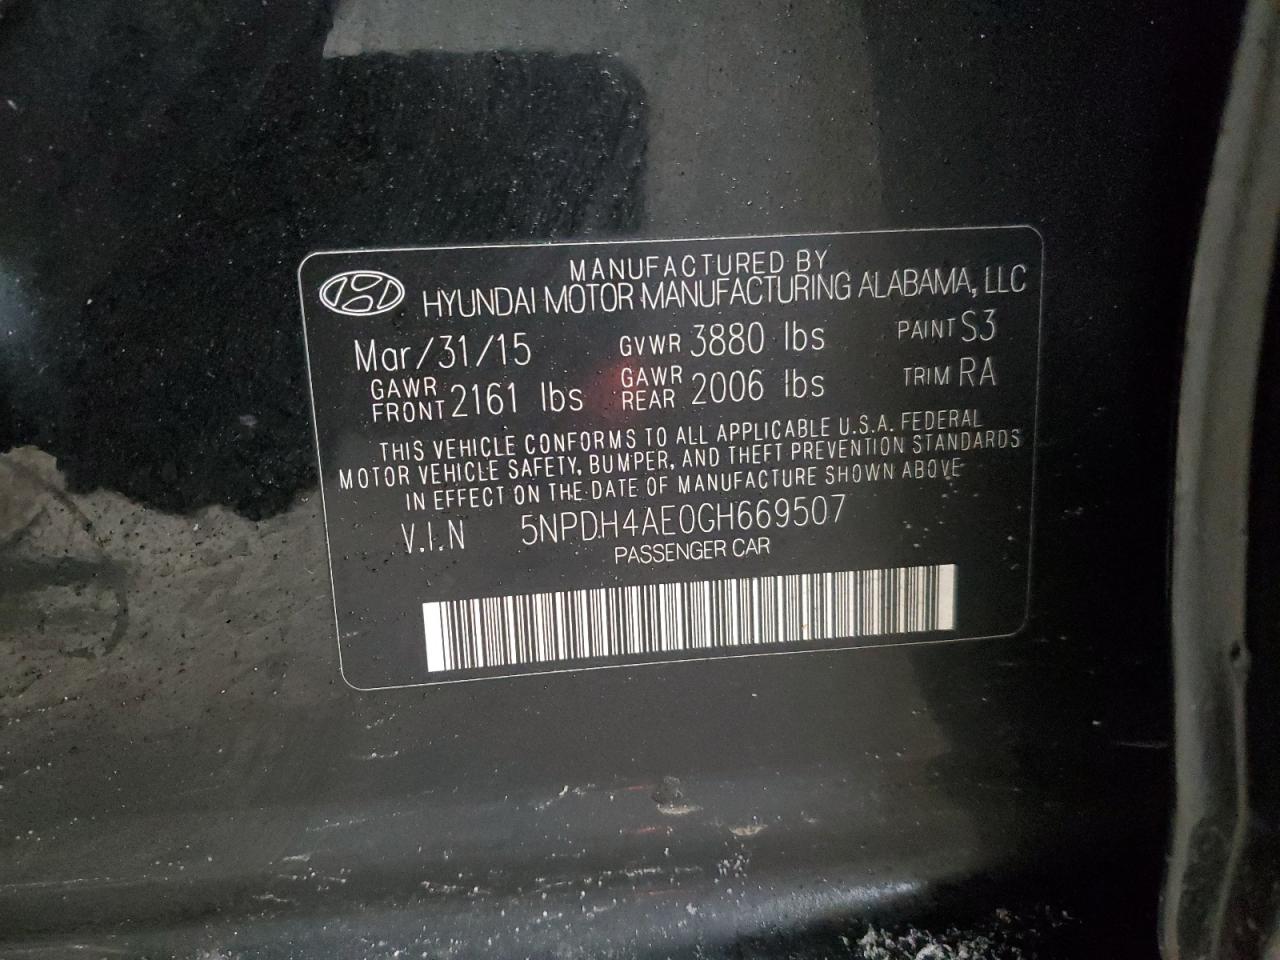 MANUFACTURED BY
HYUNDAI MOTOR MANUFACTURING ALABAMA, LLC
Mar/31/15 GVWR 3880 lbs PAINT S3
GAWR FRONT 2161 lbs GAWR REAR 2006 lbs TRIM RA
THIS VEHICLE CONFORMS TO ALL APPLICABLE U.S.A. FEDERAL
MOTOR VEHICLE SAFETY, BUMPER, AND THEFT PREVENTION STANDARDS
IN EFFECT ON THE DATE OF MANUFACTURE SHOWN ABOVE
V.I.N 5NPDH4AE0GH669507
PASSENGER CAR